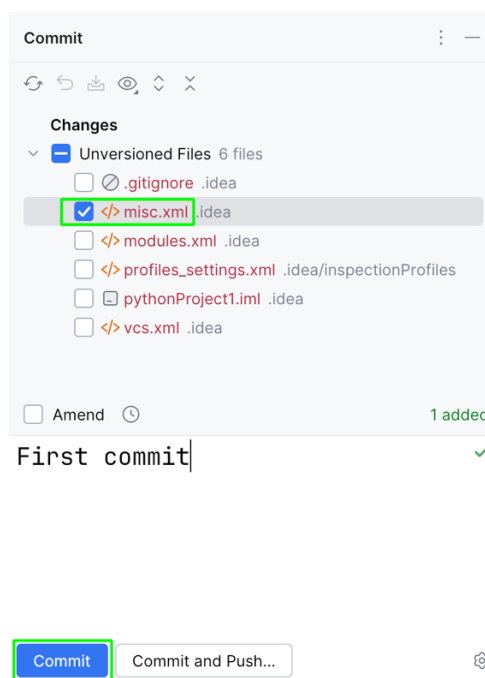 Commit
Changes
Unversioned Files 6 files
.gitignore .idea
</> misc.xml .idea
</> modules.xml .idea
</> profiles_settings.xml .idea/inspectionProfiles
pythonProject1.iml .idea
</> vcs.xml .idea
Amend 1 added
First commit
Commit Commit and Push...